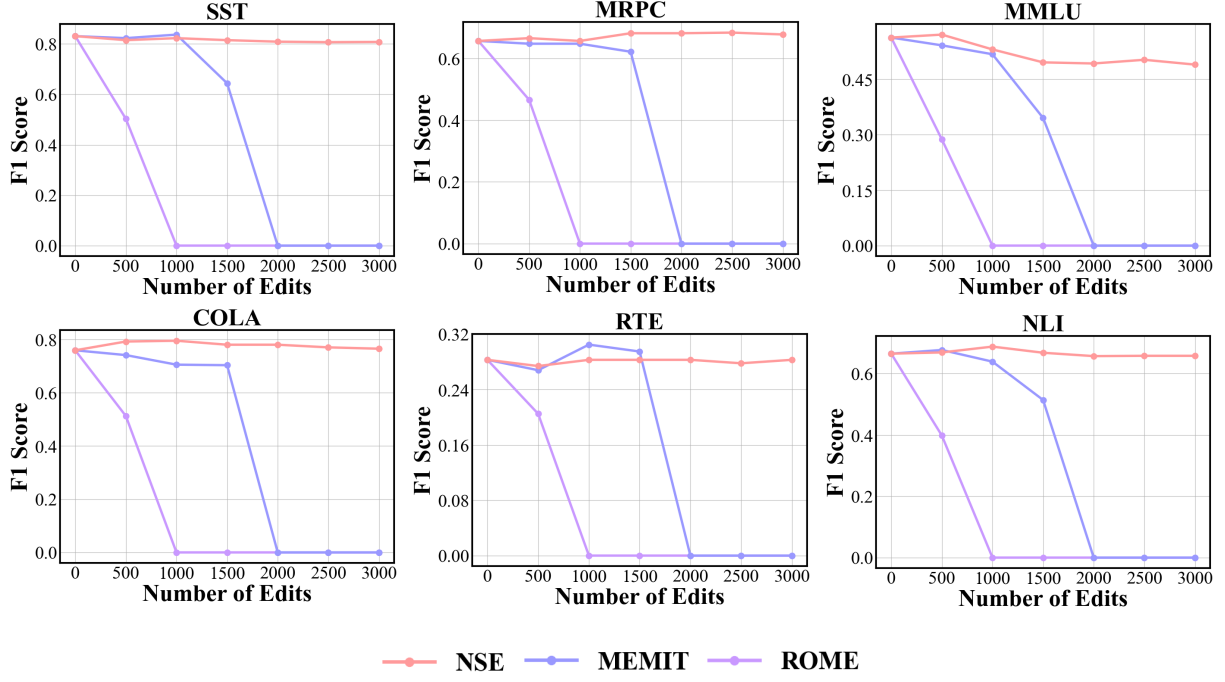 SST
F1 Score
0.8
0.6
0.4
0.2
0.0
0 500 1000 1500 2000 2500 3000
Number of Edits
MRPC
F1 Score
0.6
0.4
0.2
0.0
0 500 1000 1500 2000 2500 3000
Number of Edits
MMLU
F1 Score
0.45
0.30
0.15
0.00
0 500 1000 1500 2000 2500 3000
Number of Edits
COLA
F1 Score
0.8
0.6
0.4
0.2
0.0
0 500 1000 1500 2000 2500 3000
Number of Edits
RTE
F1 Score
0.32
0.24
0.16
0.08
0.00
0 500 1000 1500 2000 2500 3000
Number of Edits
NLI
F1 Score
0.6
0.4
0.2
0.0
0 500 1000 1500 2000 2500 3000
Number of Edits
NSE MEMIT ROME